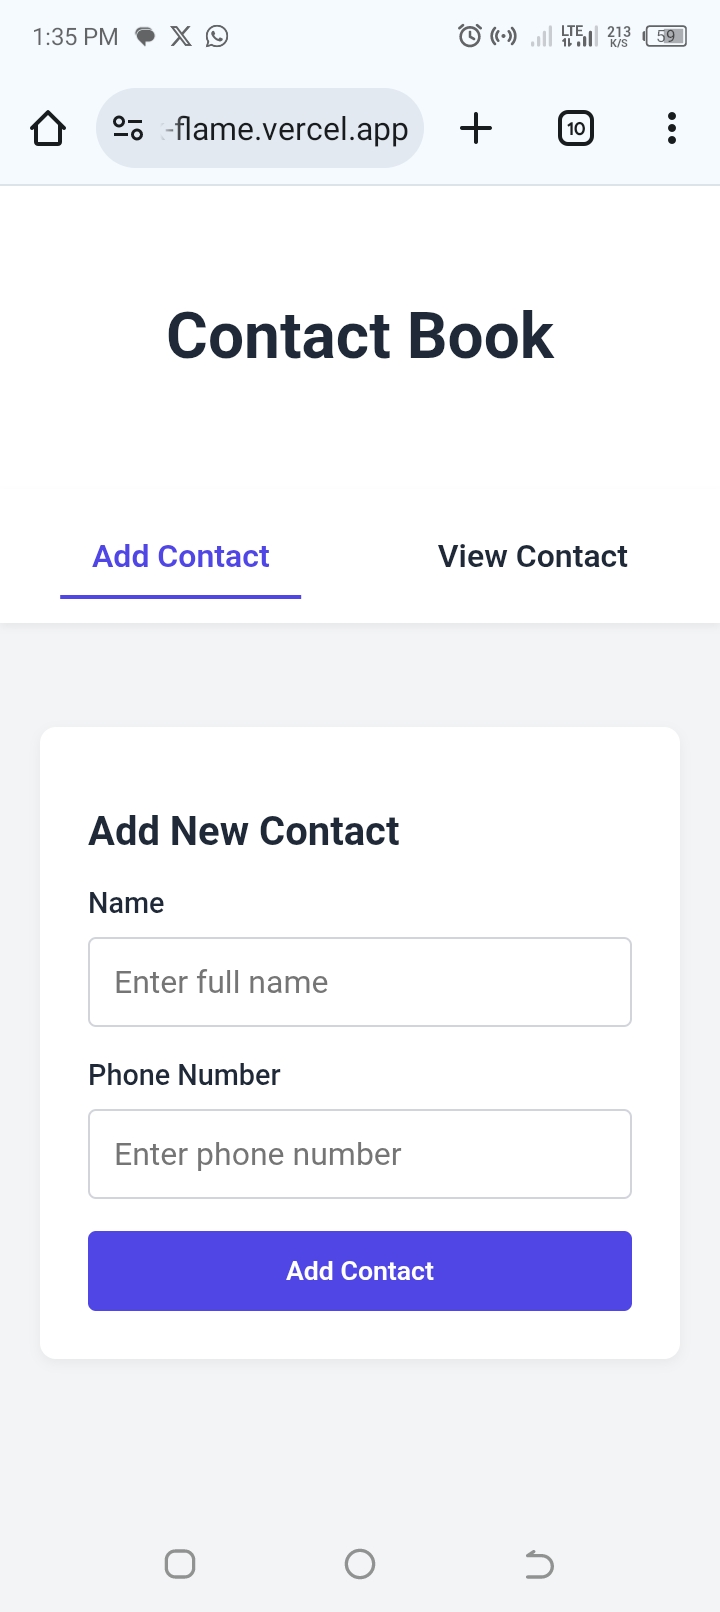 1:35 PM
LTE
213
K/S
59
-flame.vercel.app
10
Contact Book
Add Contact
View Contact
Add New Contact
Name
Enter full name
Phone Number
Enter phone number
Add Contact